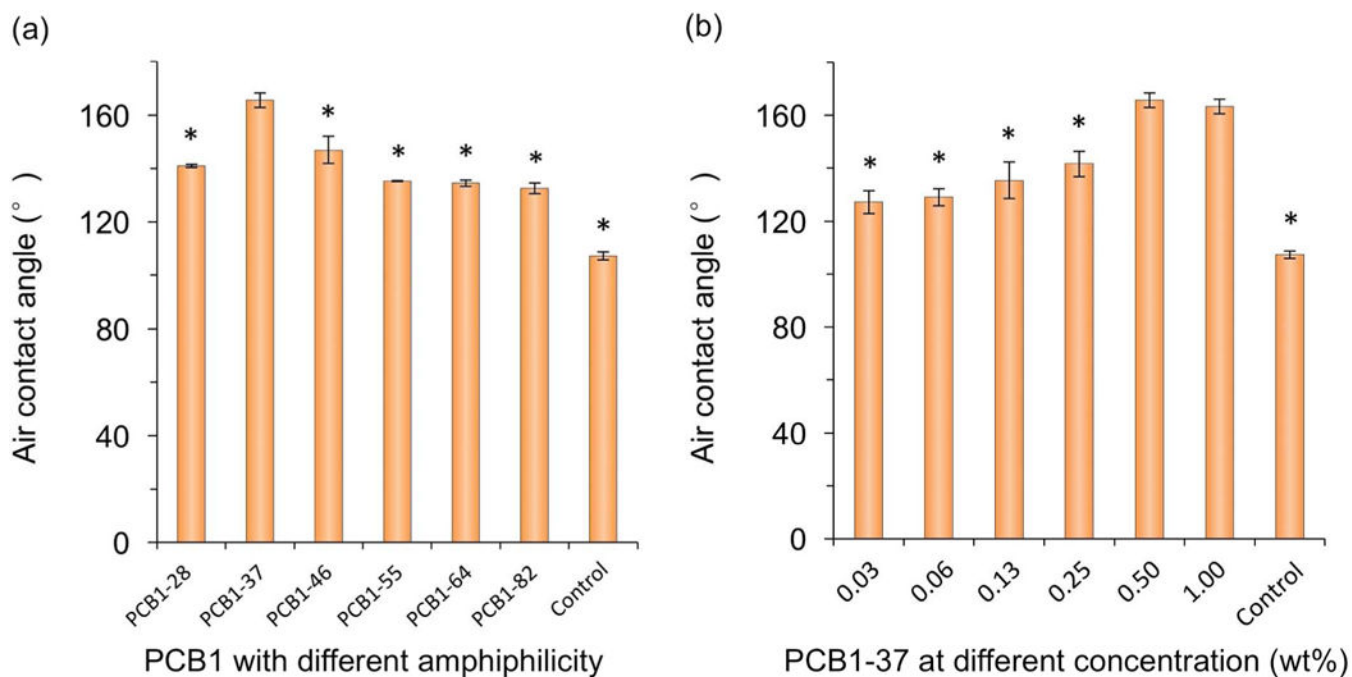 (a)
Air contact angle (°)
160
120
80
40
0
*
*
*
*
*
*
PCB1-28
PCB1-37
PCB1-46
PCB1-55
PCB1-64
PCB1-82
Control
PCB1 with different amphiphilicity
(b)
Air contact angle (°)
160
120
80
40
0
*
*
*
*
*
0.03
0.06
0.13
0.25
0.50
1.00
Control
PCB1-37 at different concentration (wt%)